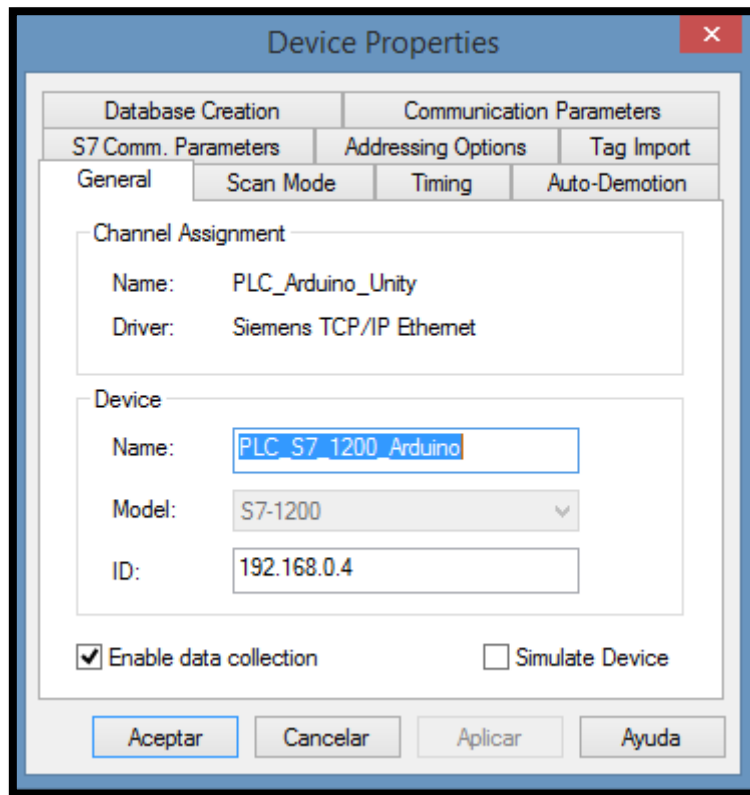 Device Properties
Database Creation
Communication Parameters
S7 Comm. Parameters
Addressing Options
Tag Import
General
Scan Mode
Timing
Auto-Demotion
Channel Assignment
Name: PLC_Arduino_Unity
Driver: Siemens TCP/IP Ethernet
Device
Name: PLC_S7_1200_Arduino
Model: S7-1200
ID: 192.168.0.4
Enable data collection
Simulate Device
Aceptar
Cancelar
Aplicar
Ayuda